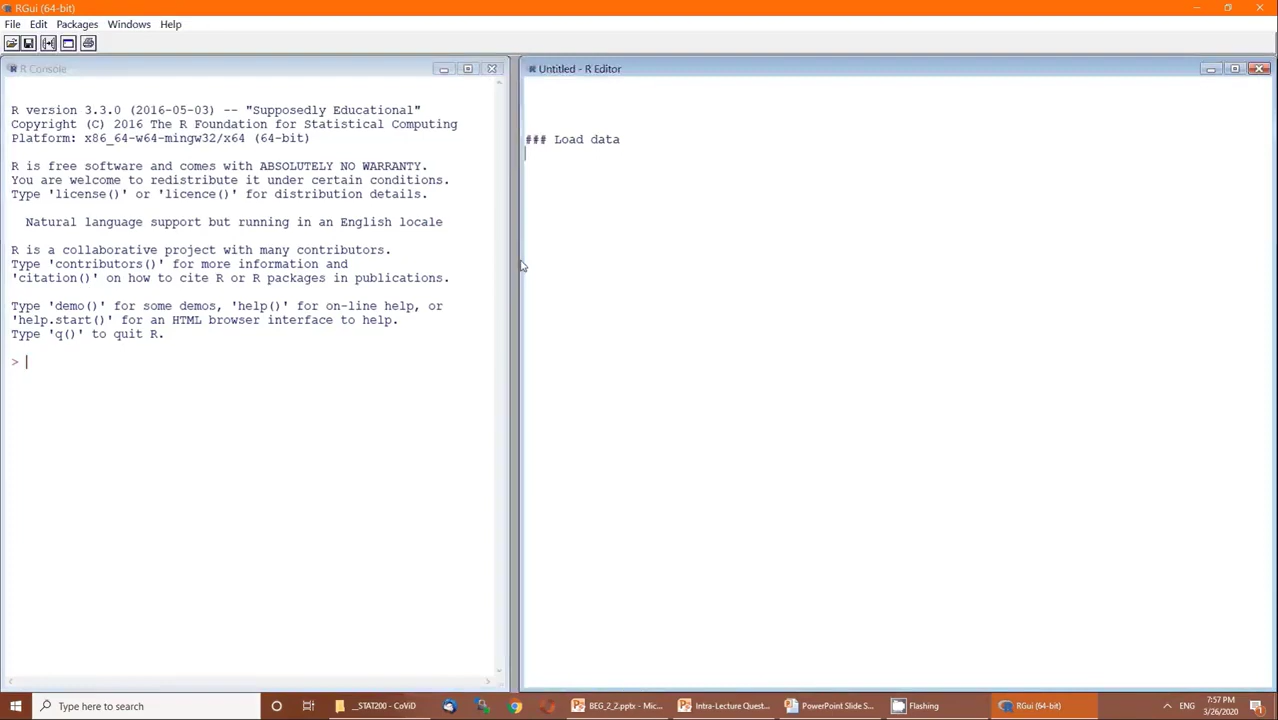 RGui (64-bit)
File Edit Packages Windows Help
R Console
R version 3.3.0 (2016-05-03) -- "Supposedly Educational"
Copyright (C) 2016 The R Foundation for Statistical Computing
Platform: x86_64-w64-mingw32/x64 (64-bit)
R is free software and comes with ABSOLUTELY NO WARRANTY.
You are welcome to redistribute it under certain conditions.
Type 'license()' or 'licence()' for distribution details.
Natural language support but running in an English locale
R is a collaborative project with many contributors.
Type 'contributors()' for more information and
'citation()' on how to cite R or R packages in publications.
Type 'demo()' for some demos, 'help()' for on-line help, or
'help.start()' for an HTML browser interface to help.
Type 'q()' to quit R.
>
Untitled - R Editor
### Load data
Type here to search
__STAT200 - CoViD
BEG_2_2.pptx - Mic...
Intra-Lecture Quest...
PowerPoint Slide S...
Flashing
RGui (64-bit)
ENG
7:57 PM
3/26/2020